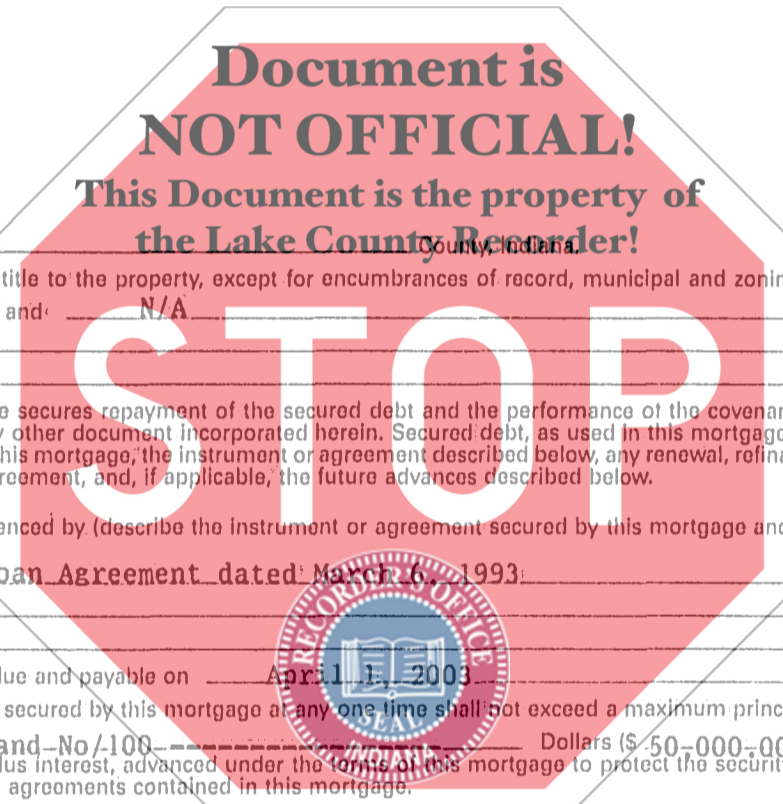 Document is
NOT OFFICIAL!
This Document is the property of
the Lake County Recorder!
County, Indiana.
title to the property, except for encumbrances of record, municipal and zonin
and N/A
STOP
e secures repayment of the secured debt and the performance of the covenan
y other document incorporated herein. Secured debt, as used in this mortgage
his mortgage, the instrument or agreement described below, any renewal, refina
reement, and, if applicable, the future advances described below.
enced by (describe the instrument or agreement secured by this mortgage and
oan Agreement dated March 6, 1993
RECORDER'S OFFICE
SEAL
INDIANA
ue and payable on April 1, 2003
secured by this mortgage at any one time shall not exceed a maximum princ
and No/100 ---------------- Dollars ($ 50-000-00
lus interest, advanced under the terms of this mortgage to protect the securit
agreements contained in this mortgage.